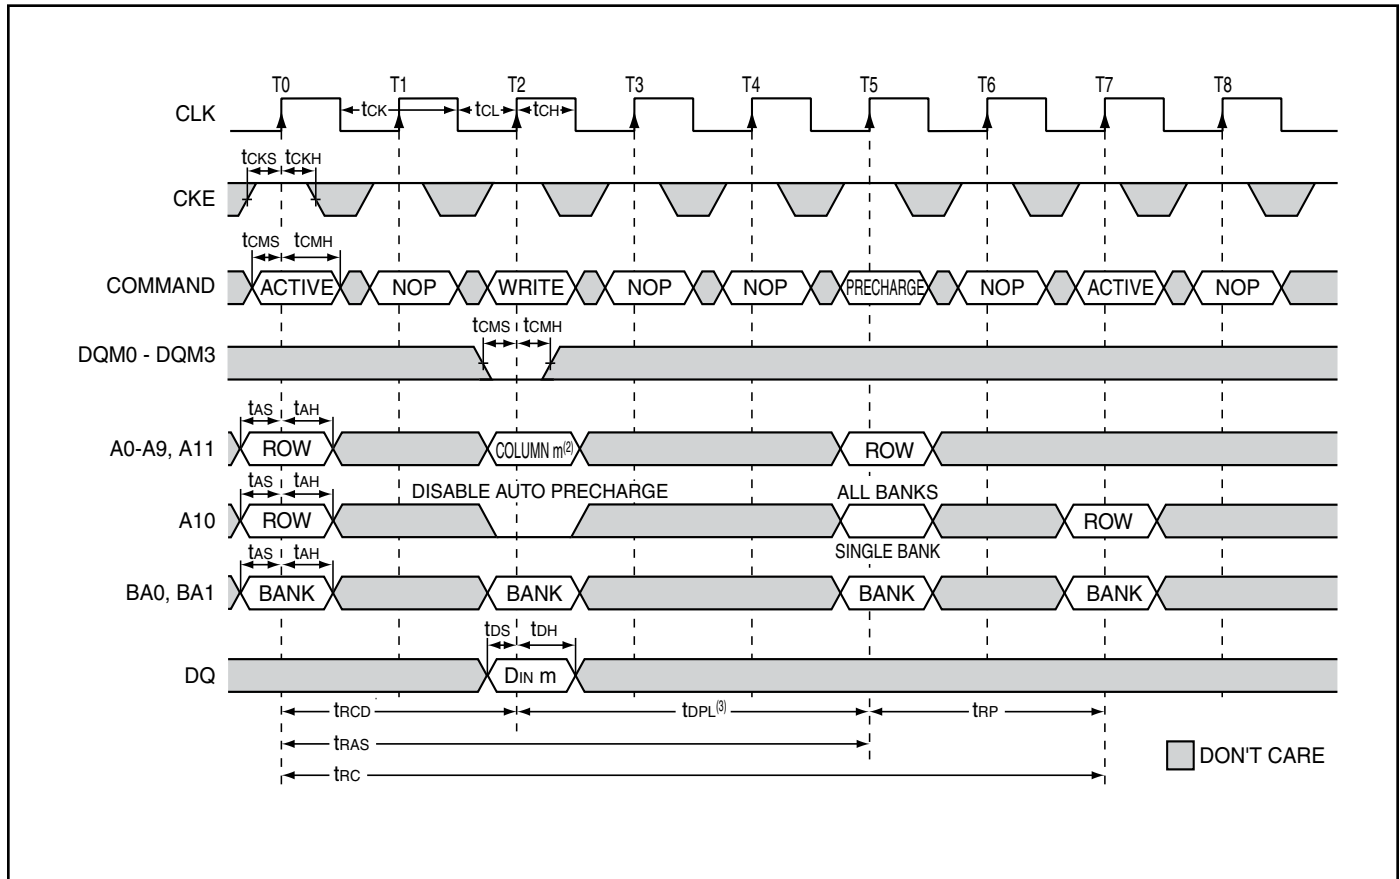 T0 T1 T2 T3 T4 T5 T6 T7 T8
CLK tCK tCL tCH
tCKS tCKH
CKE
tCMS tCMH
COMMAND ACTIVE NOP WRITE NOP NOP PRECHARGE NOP ACTIVE NOP
tCMS tCMH
DQM0 - DQM3
tAS tAH
A0-A9, A11 ROW COLUMN m(2) ROW
tAS tAH DISABLE AUTO PRECHARGE ALL BANKS
A10 ROW ROW
tAS tAH SINGLE BANK
BA0, BA1 BANK BANK BANK BANK
tDS tDH
DQ DIN m
tRCD tDPL(3) tRP
tRAS
tRC
DON'T CARE